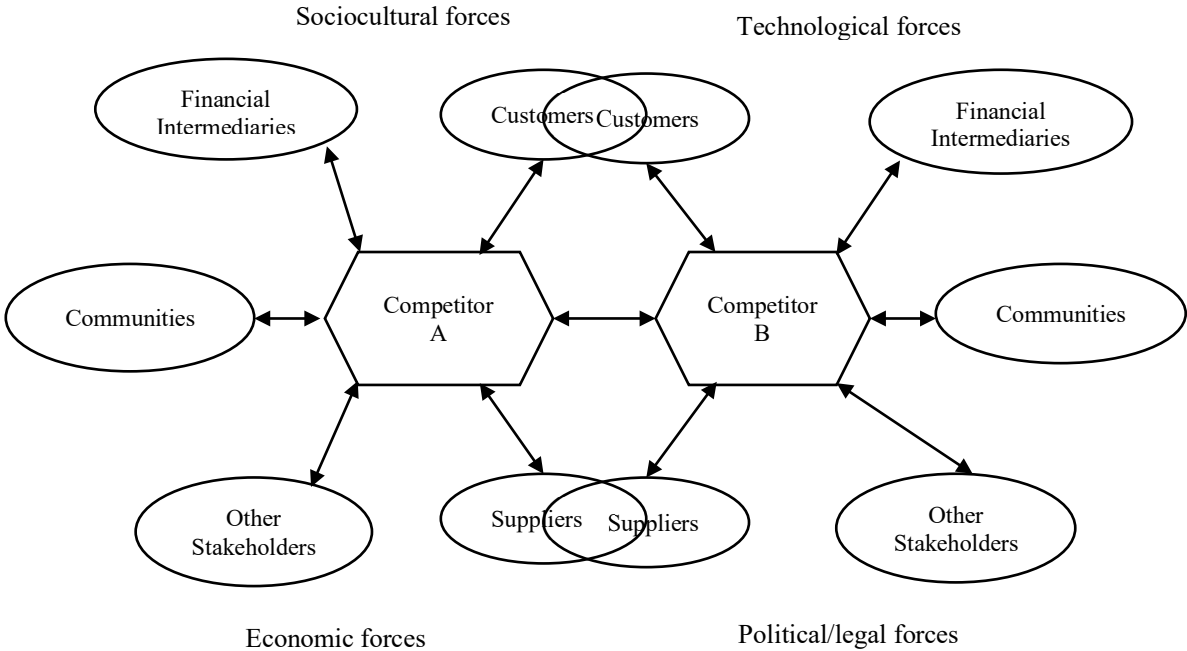 Sociocultural forces
Technological forces
Financial
Intermediaries
Customers
Customers
Financial
Intermediaries
Communities
Competitor
A
Competitor
B
Communities
Other
Stakeholders
Suppliers
Suppliers
Other
Stakeholders
Economic forces
Political/legal forces